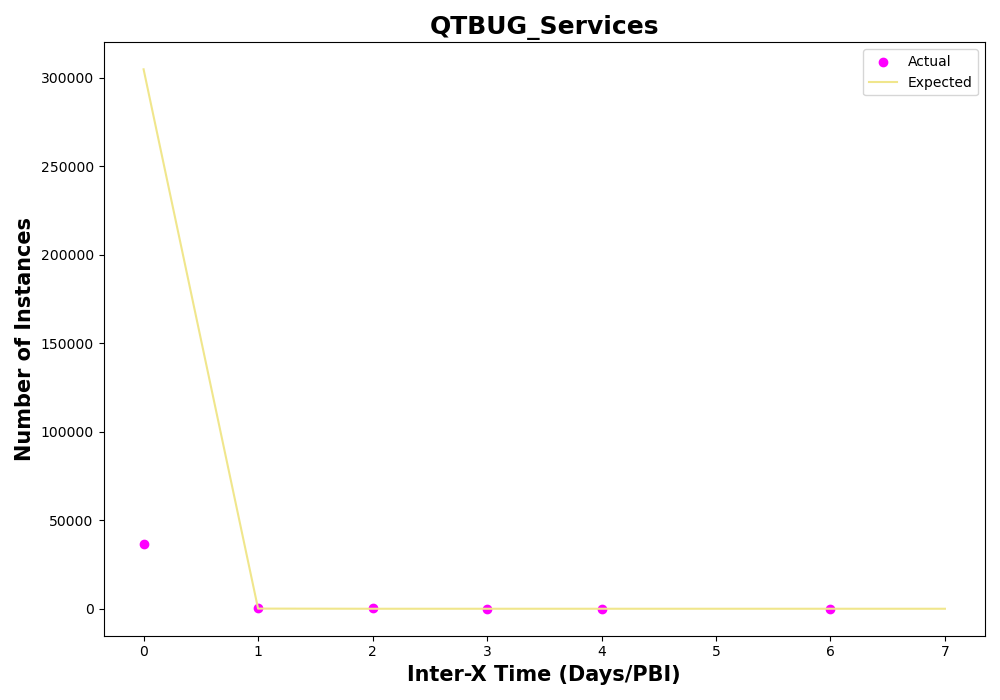 QTBUG_Services
Actual
Expected
300000
250000
200000
150000
100000
50000
0
Number of Instances
0 1 2 3 4 5 6 7
Inter-X Time (Days/PBI)